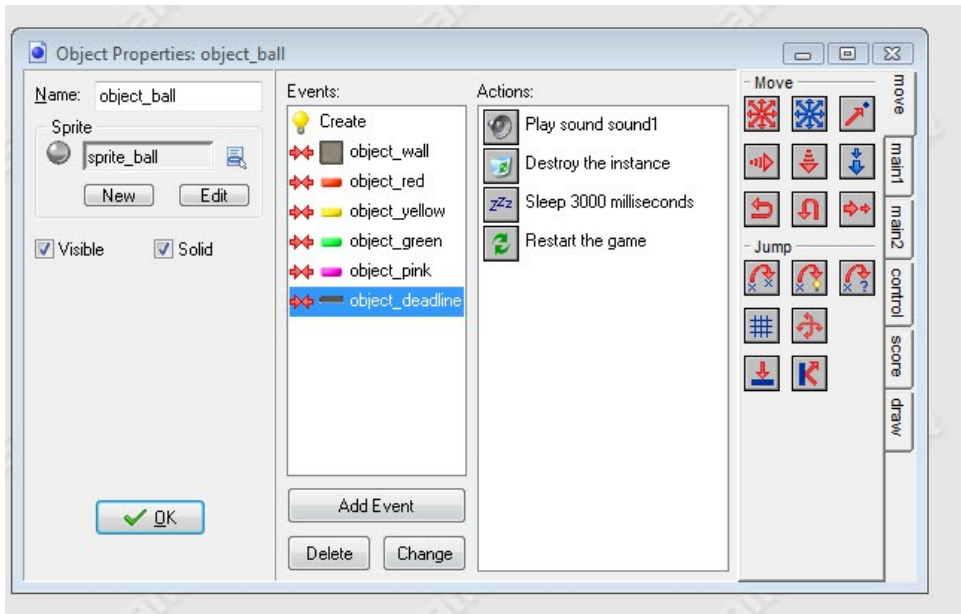 Object Properties: object_ball
Name: object_ball
Sprite
sprite_ball
New Edit
Visible Solid
OK
Events:
Create
object_wall
object_red
object_yellow
object_green
object_pink
object_deadline
Add Event
Delete Change
Actions:
Play sound sound1
Destroy the instance
zZz Sleep 3000 milliseconds
Restart the game
Move
Jump
move
main1
main2
control
score
draw